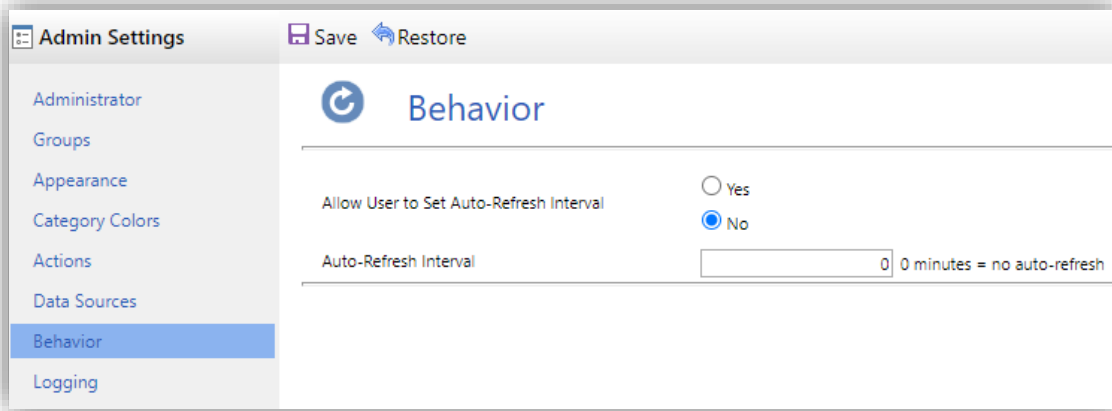 Admin Settings
Save Restore
Administrator
Groups
Appearance
Category Colors
Actions
Data Sources
Behavior
Logging
Behavior
Allow User to Set Auto-Refresh Interval
Yes
No
Auto-Refresh Interval
0 0 minutes = no auto-refresh